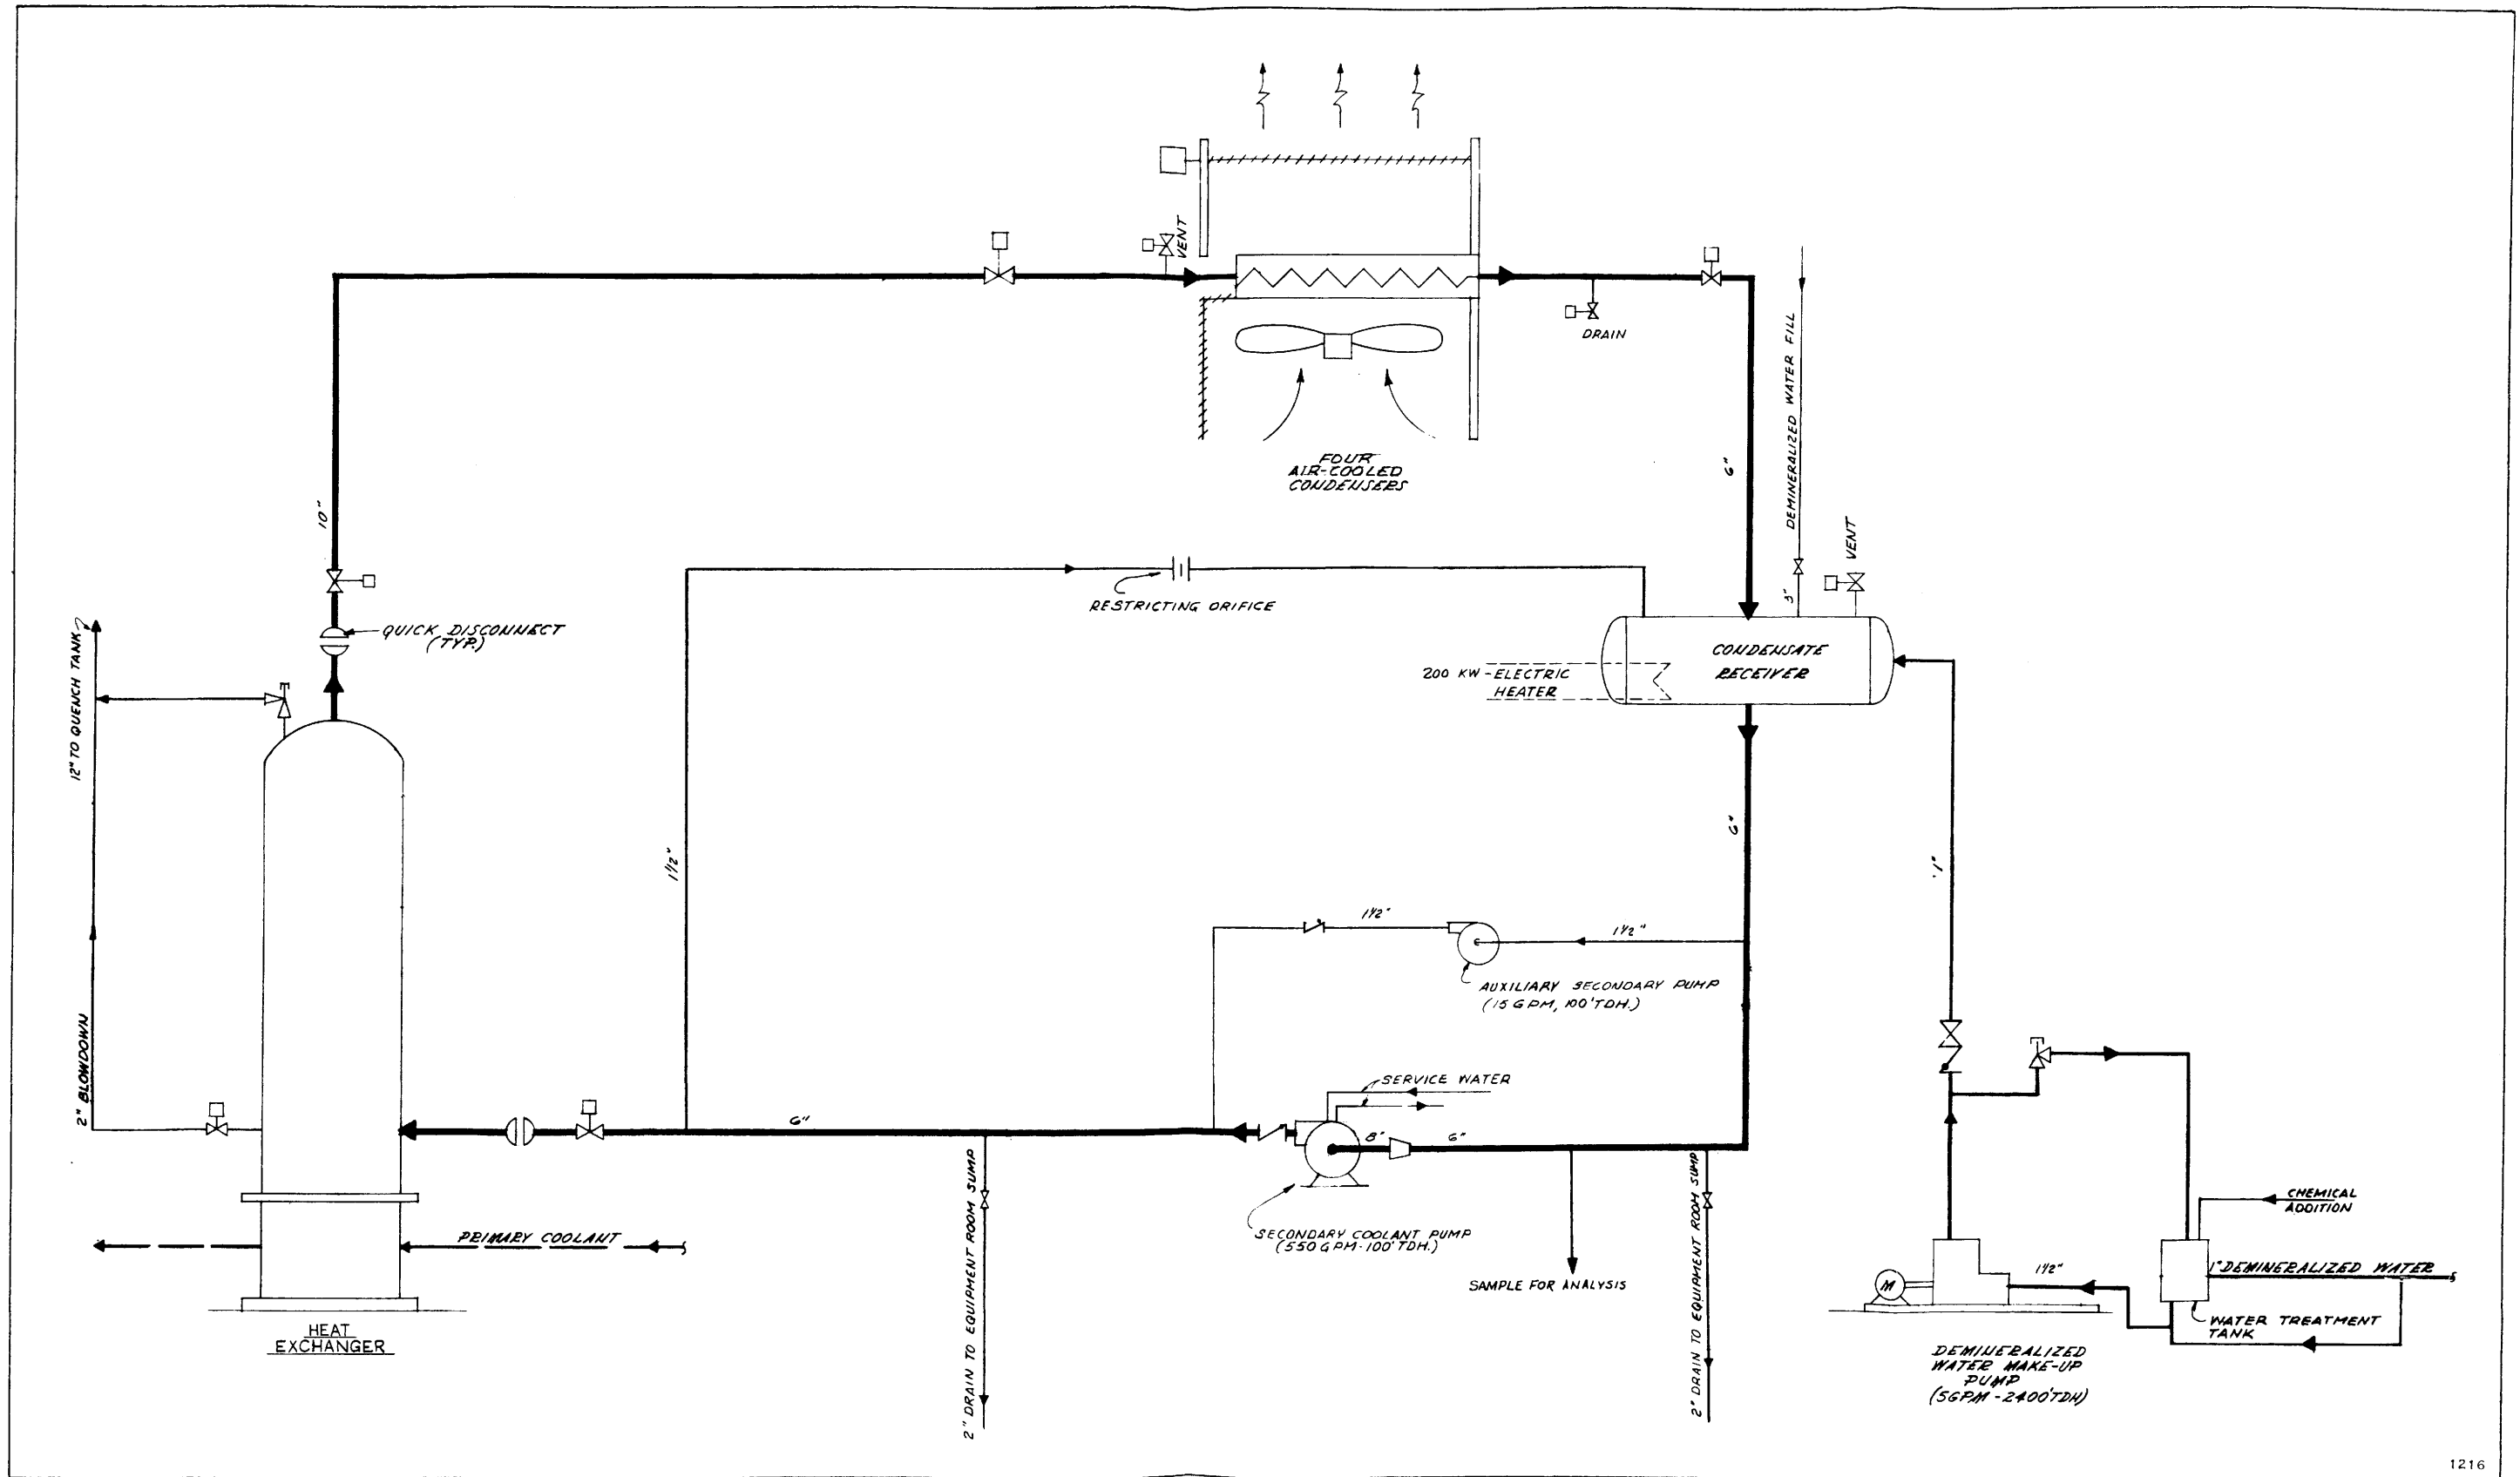 VENT
DRAIN
DEMINERALIZED WATER FILL
FOUR
AIR-COOLED
CONDENSERS
6"
10"
VENT
3"
RESTRICTING ORIFICE
QUICK DISCONNECT
(TYP.)
12" TO QUENCH TANK
CONDENSATE
RECEIVER
200 KW-ELECTRIC
HEATER
6"
1½"
1"
1½"
1½"
AUXILIARY SECONDARY PUMP
(15 GPM, 100' TDH.)
2" BLOWDOWN
SERVICE WATER
6"
8"
6"
2" DRAIN TO EQUIPMENT ROOM SUMP
2" DRAIN TO EQUIPMENT ROOM SUMP
SECONDARY COOLANT PUMP
(550 GPM-100' TDH.)
PRIMARY COOLANT
SAMPLE FOR ANALYSIS
CHEMICAL
ADDITION
1½"
1" DEMINERALIZED WATER
M
WATER TREATMENT
TANK
HEAT
EXCHANGER
DEMINERALIZED
WATER MAKE-UP
PUMP
(5GPM-2400'TDH)
1216